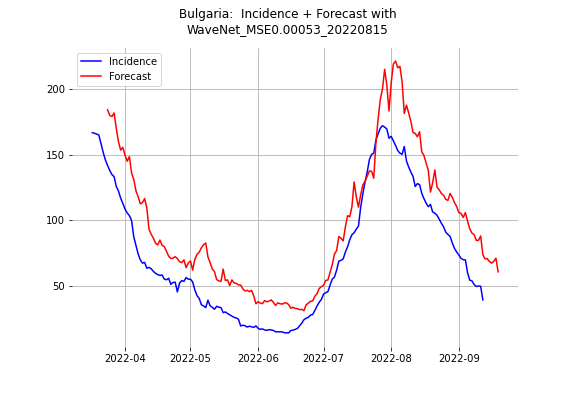 Bulgaria:  Incidence + Forecast with
WaveNet_MSE0.00053_20220815
Incidence
Forecast
200
150
100
50
2022-04 2022-05 2022-06 2022-07 2022-08 2022-09